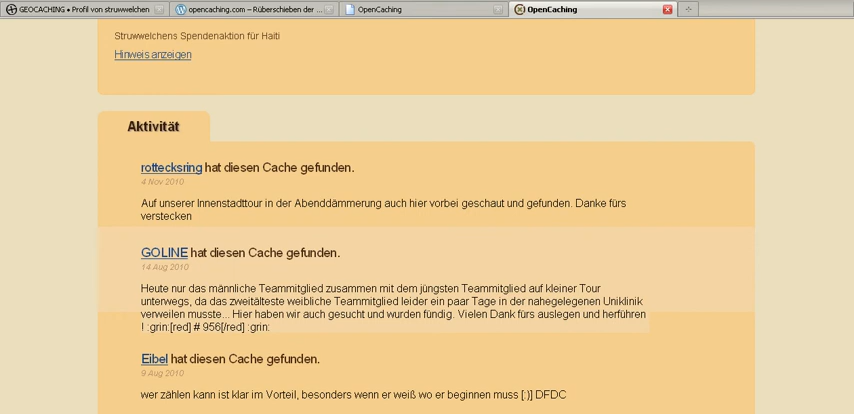 GEOCACHING • Profil von struwwelchen
opencaching.com – Rüberschieben der ...
OpenCaching
OpenCaching
Struwwelchens Spendenaktion für Haiti
Hinweis anzeigen
Aktivität
rottecksring hat diesen Cache gefunden.
4 Nov 2010
Auf unserer Innenstadttour in der Abenddämmerung auch hier vorbei geschaut und gefunden. Danke fürs
verstecken
GOLINE hat diesen Cache gefunden.
14 Aug 2010
Heute nur das männliche Teammitglied zusammen mit dem jüngsten Teammitglied auf kleiner Tour
unterwegs, da das zweitälteste weibliche Teammitglied leider ein paar Tage in der nahegelegenen Uniklinik
verweilen musste... Hier haben wir auch gesucht und wurden fündig. Vielen Dank fürs auslegen und herführen
! :grin:[red] # 956[/red] :grin:
Eibel hat diesen Cache gefunden.
9 Aug 2010
wer zählen kann ist klar im Vorteil, besonders wenn er weiß wo er beginnen muss [:)] DFDC